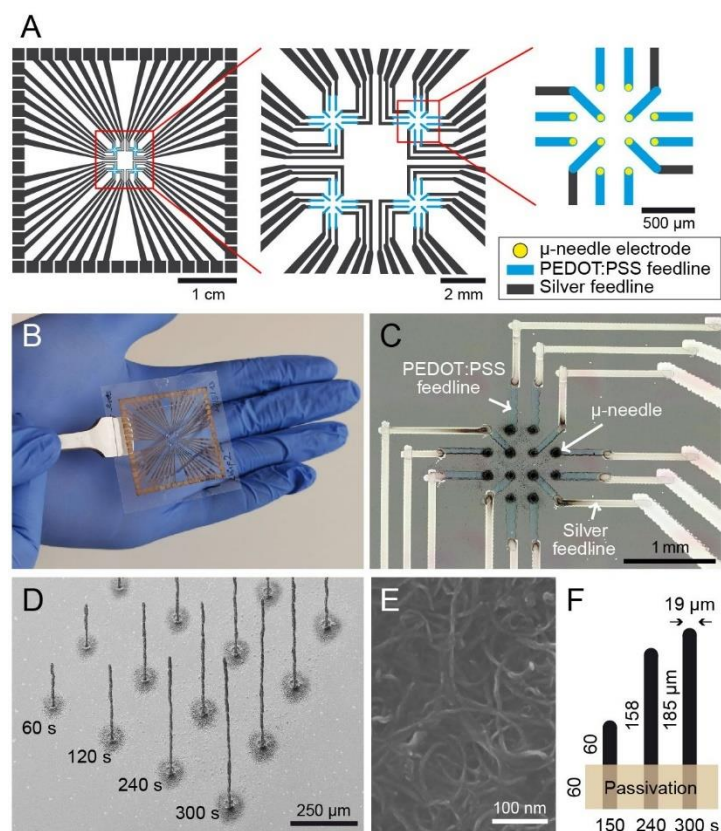 A
1 cm
2 mm
500 µm
µ-needle electrode
PEDOT:PSS feedline
Silver feedline
B
C
PEDOT:PSS
feedline
µ-needle
Silver
feedline
1 mm
D
60 s
120 s
240 s
300 s
250 µm
E
100 nm
F
19 µm
60
158
185 µm
60
Passivation
150 240 300 s